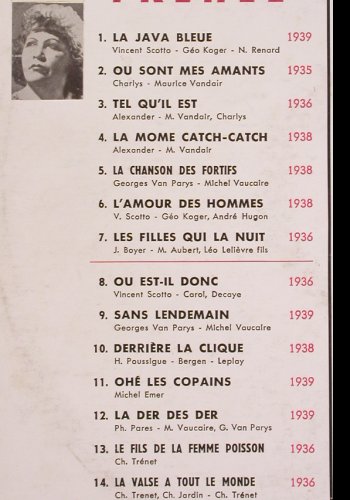 1. LA JAVA BLEUE 1939
Vincent Scotto - Géo Koger - N. Renard
2. OU SONT MES AMANTS 1935
Charlys - Maurice Vandair
3. TEL QU'IL EST 1936
Alexander - M. Vandair, Charlys
4. LA MOME CATCH-CATCH 1938
Alexander - M. Vandair
5. LA CHANSON DES FORTIFS 1938
Georges Van Parys - Michel Vaucaire
6. L'AMOUR DES HOMMES 1938
V. Scotto - Géo Koger, André Hugon
7. LES FILLES QUI LA NUIT 1936
J. Boyer - M. Aubert, Léo Lelièvre fils
8. OU EST-IL DONC 1936
Vincent Scotto - Carol, Decaye
9. SANS LENDEMAIN 1939
Georges Van Parys - Michel Vaucaire
10. DERRIÈRE LA CLIQUE 1938
H. Poussigue - Bergen - Leplay
11. OHÉ LES COPAINS 1939
Michel Emer
12. LA DER DES DER 1939
Ph. Pares - M. Vaucaire, G. Van Parys
13. LE FILS DE LA FEMME POISSON 1936
Ch. Trénet
14. LA VALSE A TOUT LE MONDE 1936
Ch. Trenet, Ch. Jardin - Ch. Trénet